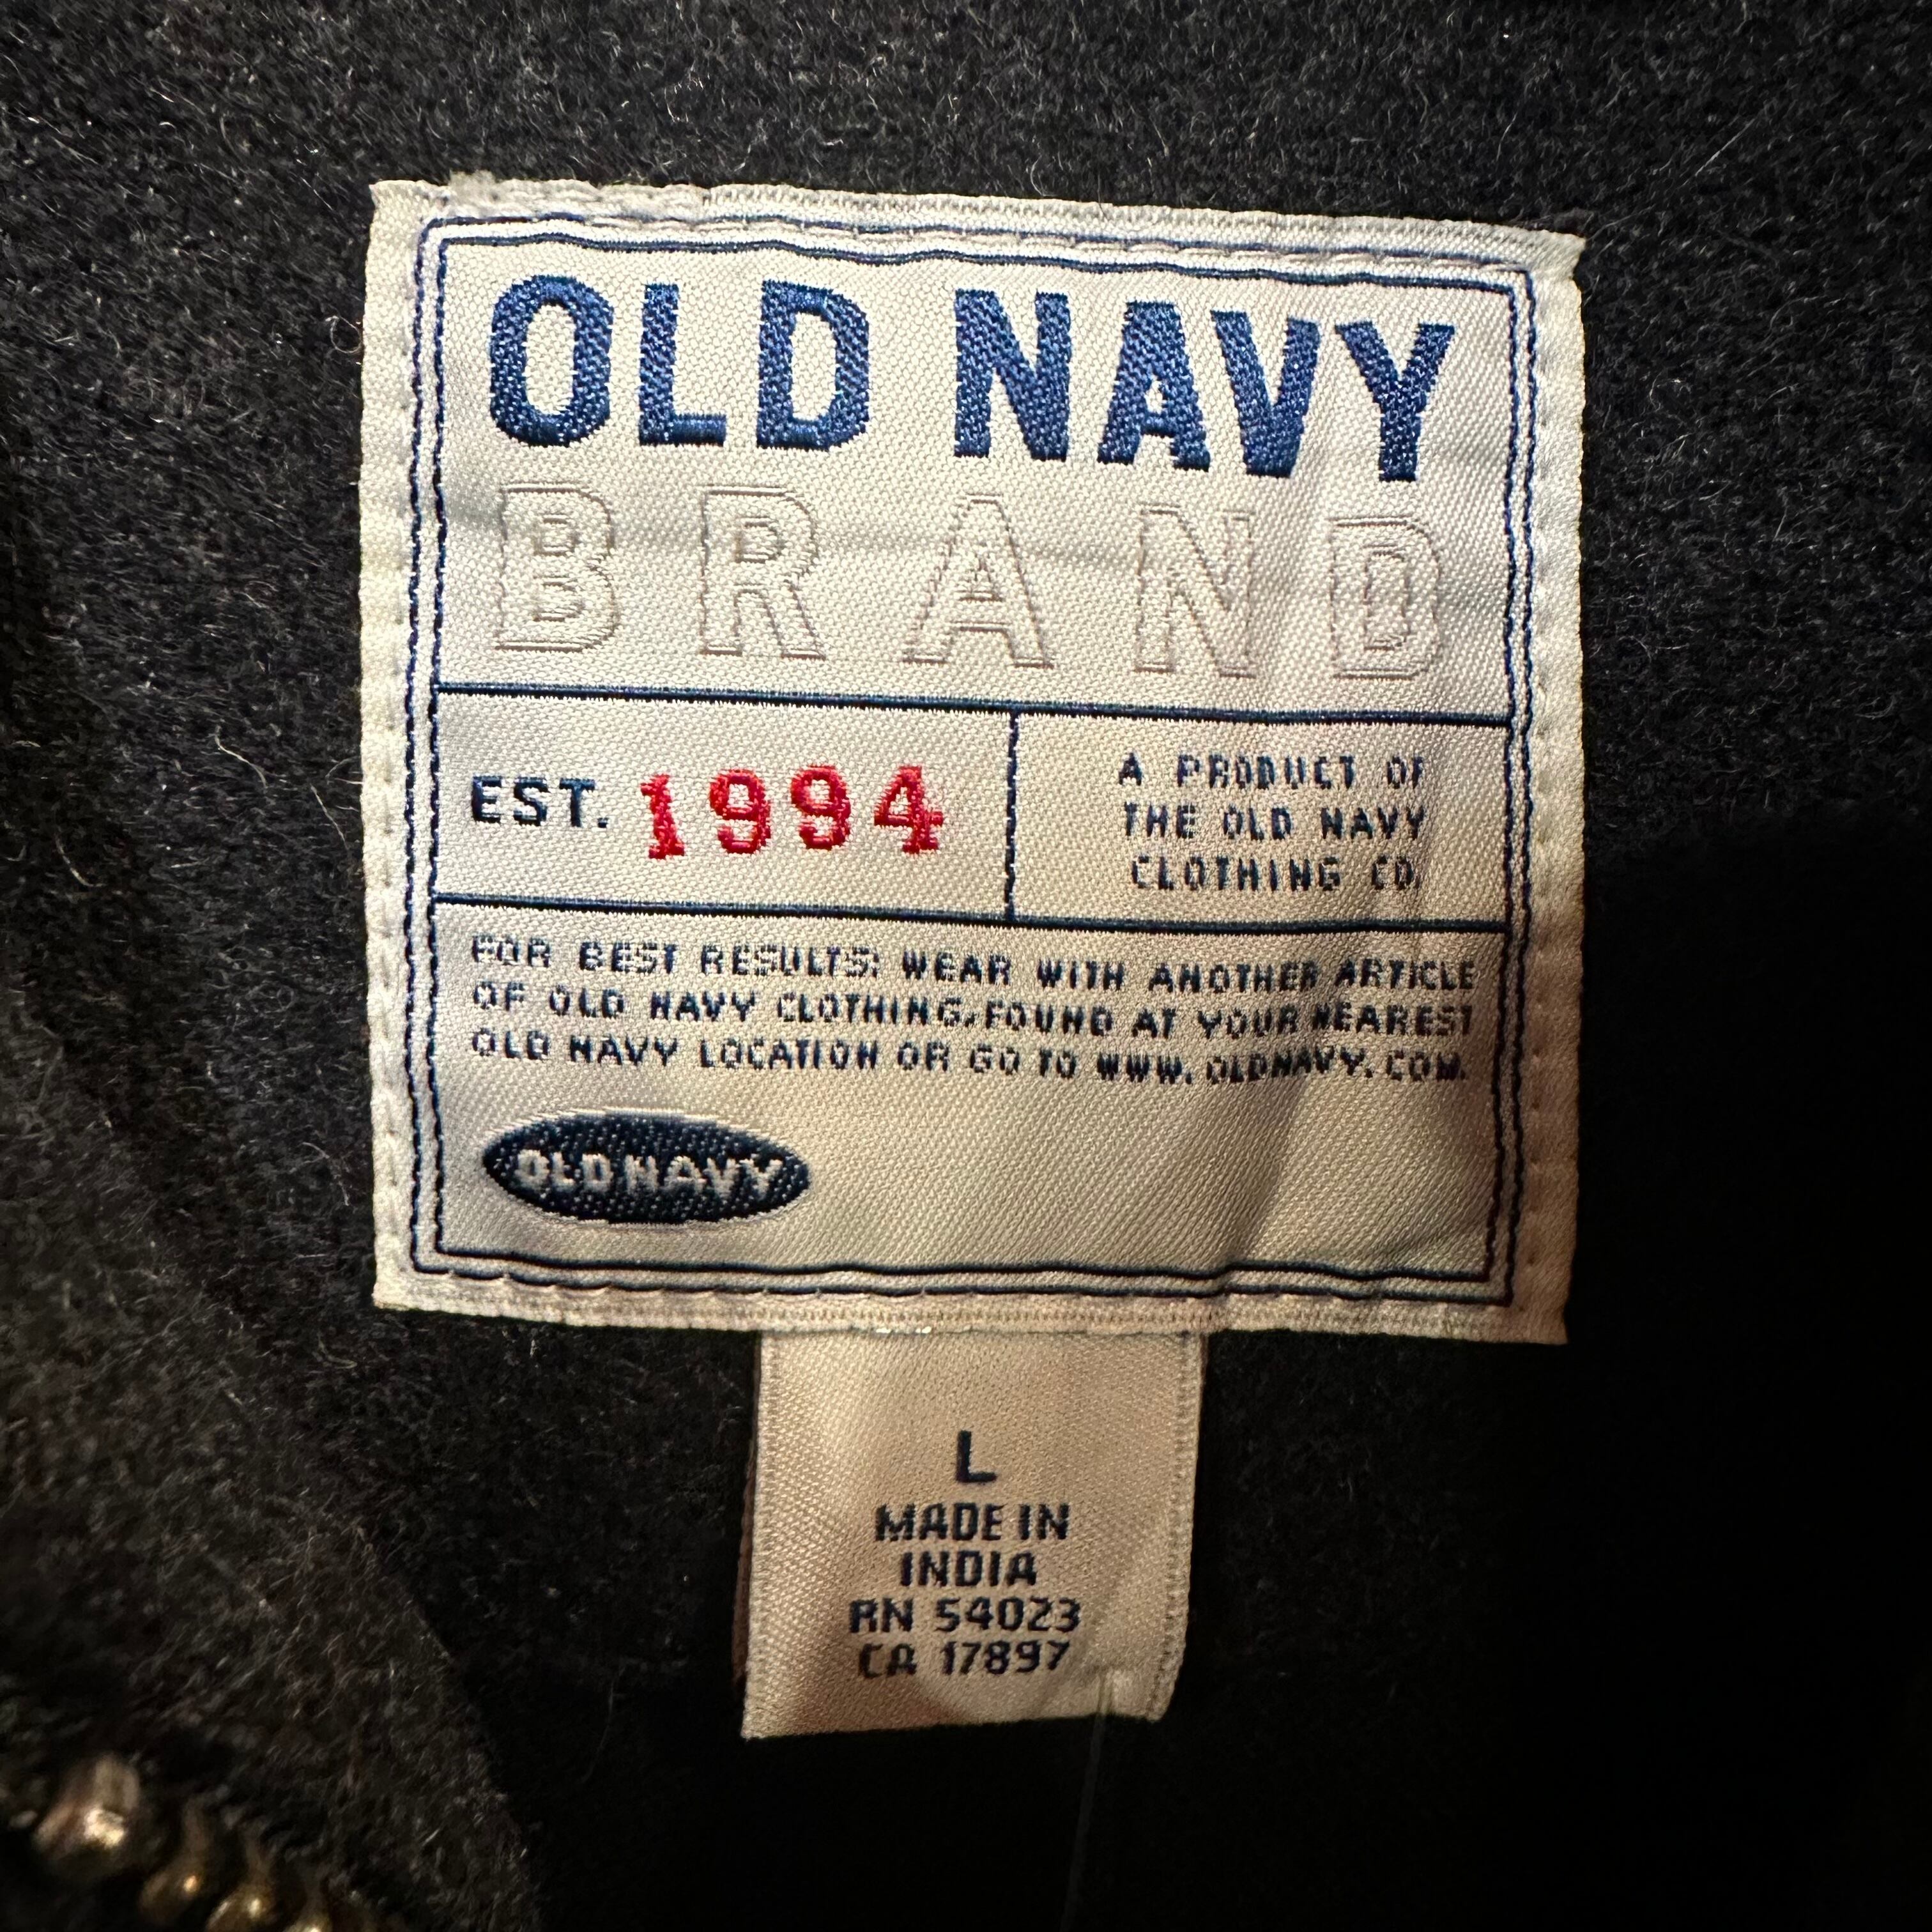 OLD NAVY
BRAND
EST. 1994
A PRODUCT OF
THE OLD NAVY
CLOTHING CO.
FOR BEST RESULTS: WEAR WITH ANOTHER ARTICLE
OF OLD NAVY CLOTHING, FOUND AT YOUR NEAREST
OLD NAVY LOCATION OR GO TO WWW.OLDNAVY.COM.
OLD NAVY
L
MADE IN
INDIA
RN 54023
CA 17897